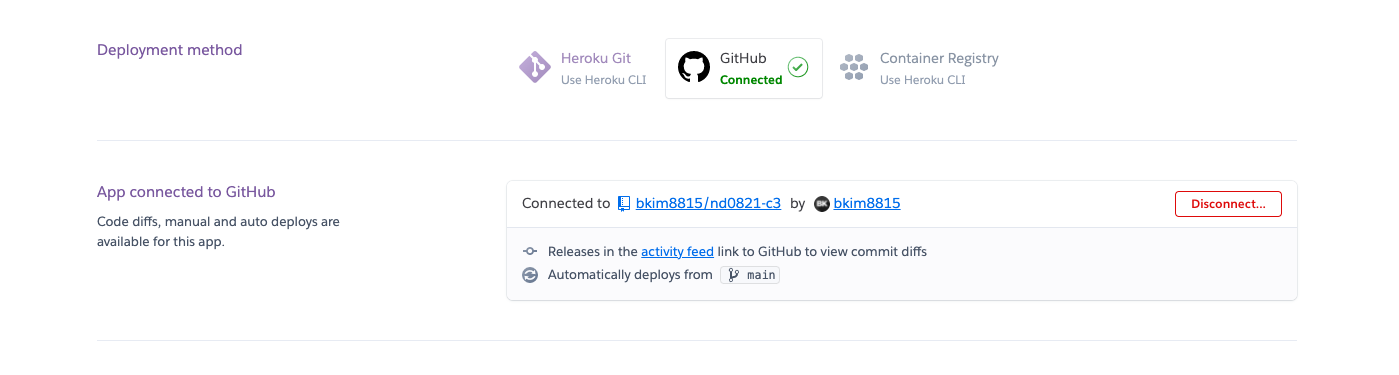 Deployment method
Heroku Git
Use Heroku CLI
GitHub
Connected
Container Registry
Use Heroku CLI
App connected to GitHub
Code diffs, manual and auto deploys are
available for this app.
Connected to bkim8815/nd0821-c3 by BK bkim8815
Disconnect...
Releases in the activity feed link to GitHub to view commit diffs
Automatically deploys from main